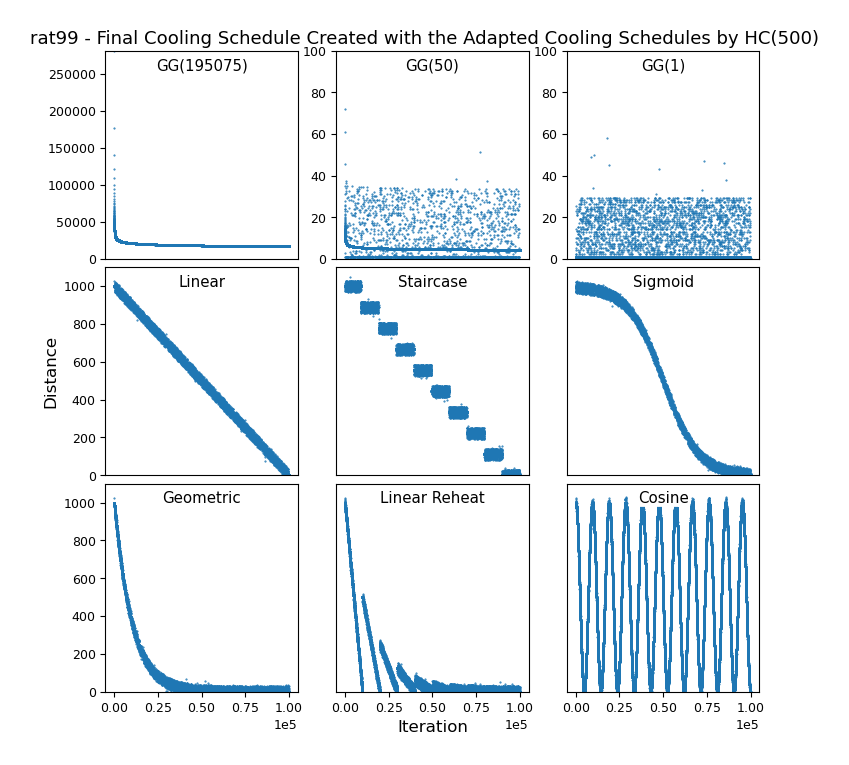 rat99 - Final Cooling Schedule Created with the Adapted Cooling Schedules by HC(500)
GG(195075)
250000
200000
150000
100000
50000
0
GG(50)
100
80
60
40
20
0
GG(1)
100
80
60
40
20
0
Distance
Linear
1000
800
600
400
200
0
Staircase
Sigmoid
Geometric
1000
800
600
400
200
0
0.00 0.25 0.50 0.75 1.00
1e5
Linear Reheat
0.00 0.25 0.50 0.75 1.00
1e5
Cosine
0.00 0.25 0.50 0.75 1.00
1e5
Iteration